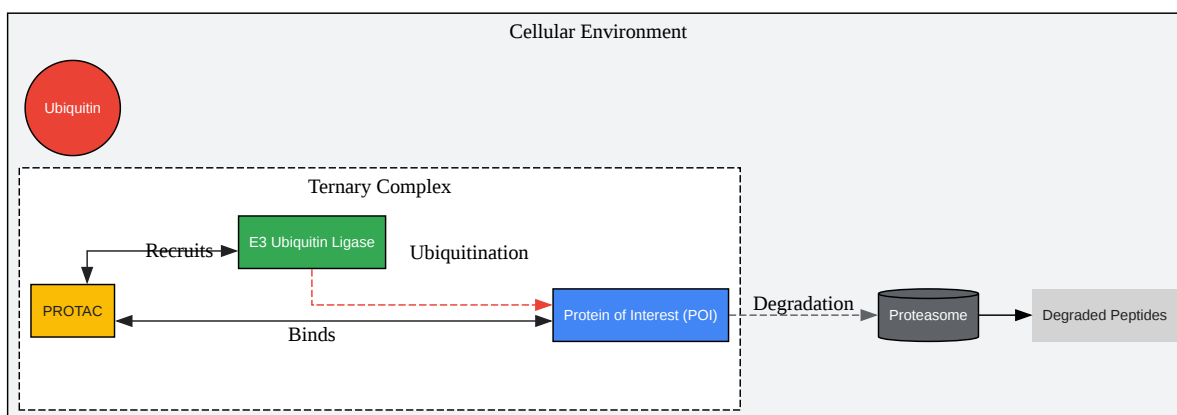 Cellular Environment
Ubiquitin
Ternary Complex
E3 Ubiquitin Ligase
Recruits
Ubiquitination
PROTAC
Binds
Protein of Interest (POI)
Degradation
Proteasome
Degraded Peptides